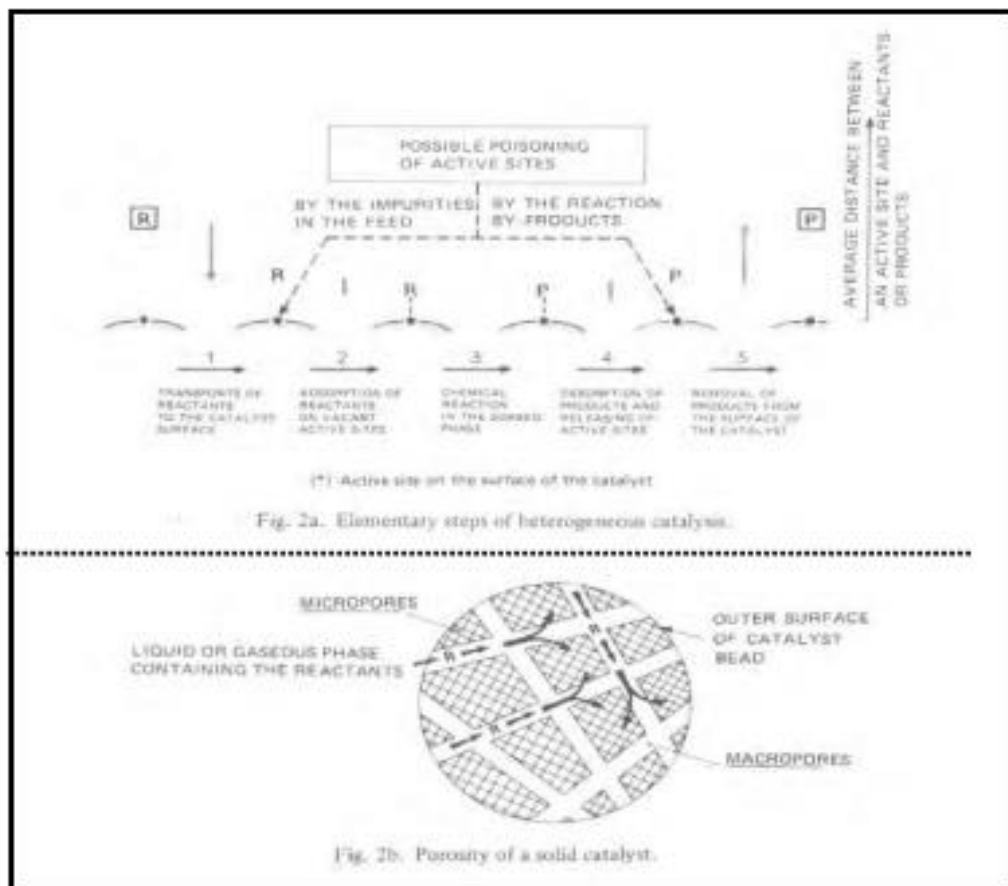 POSSIBLE POISONING
OF ACTIVE SITES
BY THE IMPURITIES
IN THE FEED
BY THE REACTION
BY-PRODUCTS
R
P
R
R
P
P
AVERAGE DISTANCE BETWEEN
AN ACTIVE SITE AND REACTANTS-
OR PRODUCTS
1
2
3
4
5
TRANSPORTS OF
REACTANTS
TO THE CATALYST
SURFACE
ADSORPTION OF
REACTANTS
ON VACANT
ACTIVE SITES
CHEMICAL
REACTION
IN THE SORBED
PHASE
DESORPTION OF
PRODUCTS AND
RELEASING OF
ACTIVE SITES
REMOVAL OF
PRODUCTS FROM
THE SURFACE OF
THE CATALYST
(*) Active site on the surface of the catalyst
Fig. 2a. Elementary steps of heterogeneous catalysis.
MICROPORES
LIQUID OR GASEOUS PHASE
CONTAINING THE REACTANTS
R
R
R
OUTER SURFACE
OF CATALYST
BEAD
MACROPORES
Fig. 2b. Porosity of a solid catalyst.